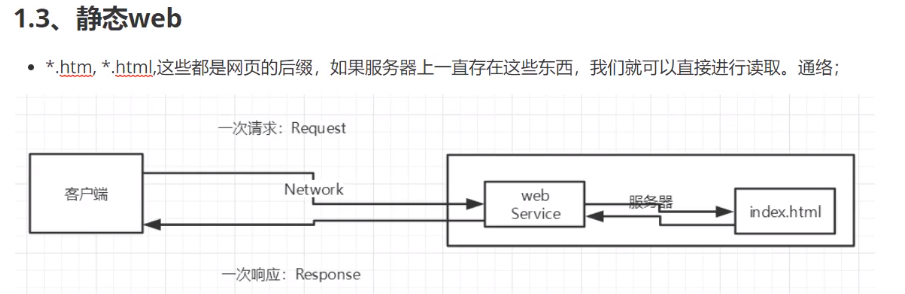 1.3、静态web
*.htm, *.html,这些都是网页的后缀，如果服务器上一直存在这些东西，我们就可以直接进行读取。通络；
一次请求：Request
客户端
Network
web
Service
服务器
index.html
一次响应：Response